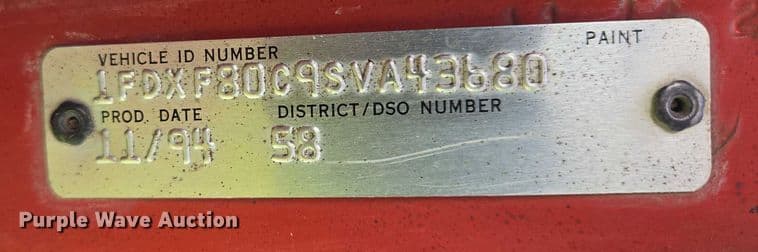 VEHICLE ID NUMBER
PAINT
1FDXF80C9SVA43680
PROD. DATE
DISTRICT/DSO NUMBER
11/94
58
Purple Wave Auction